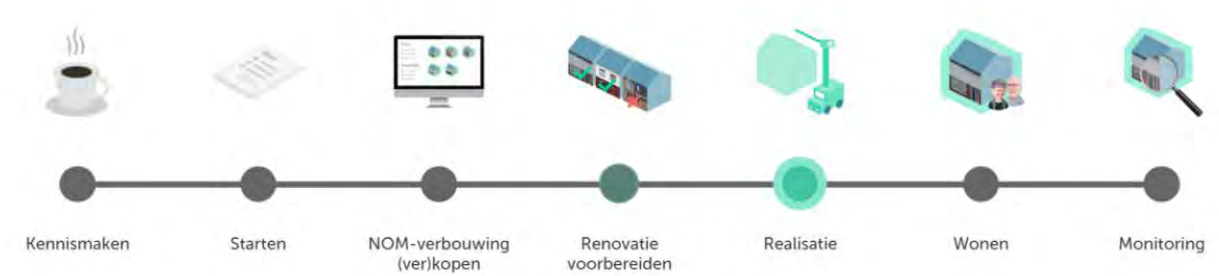 Kennismaken
Starten
NOM-verbouwing
(ver)kopen
Renovatie
voorbereiden
Realisatie
Wonen
Monitoring